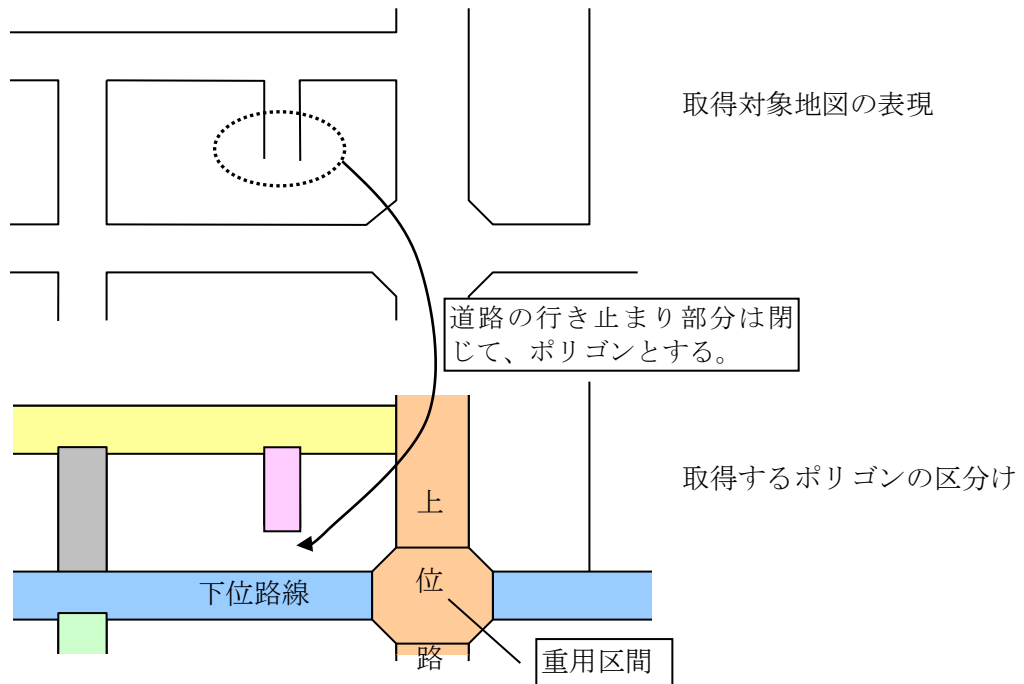 取得対象地図の表現
道路の行き止まり部分は閉
じて、ポリゴンとする。
取得するポリゴンの区分け
上
位
路
下位路線
重用区間